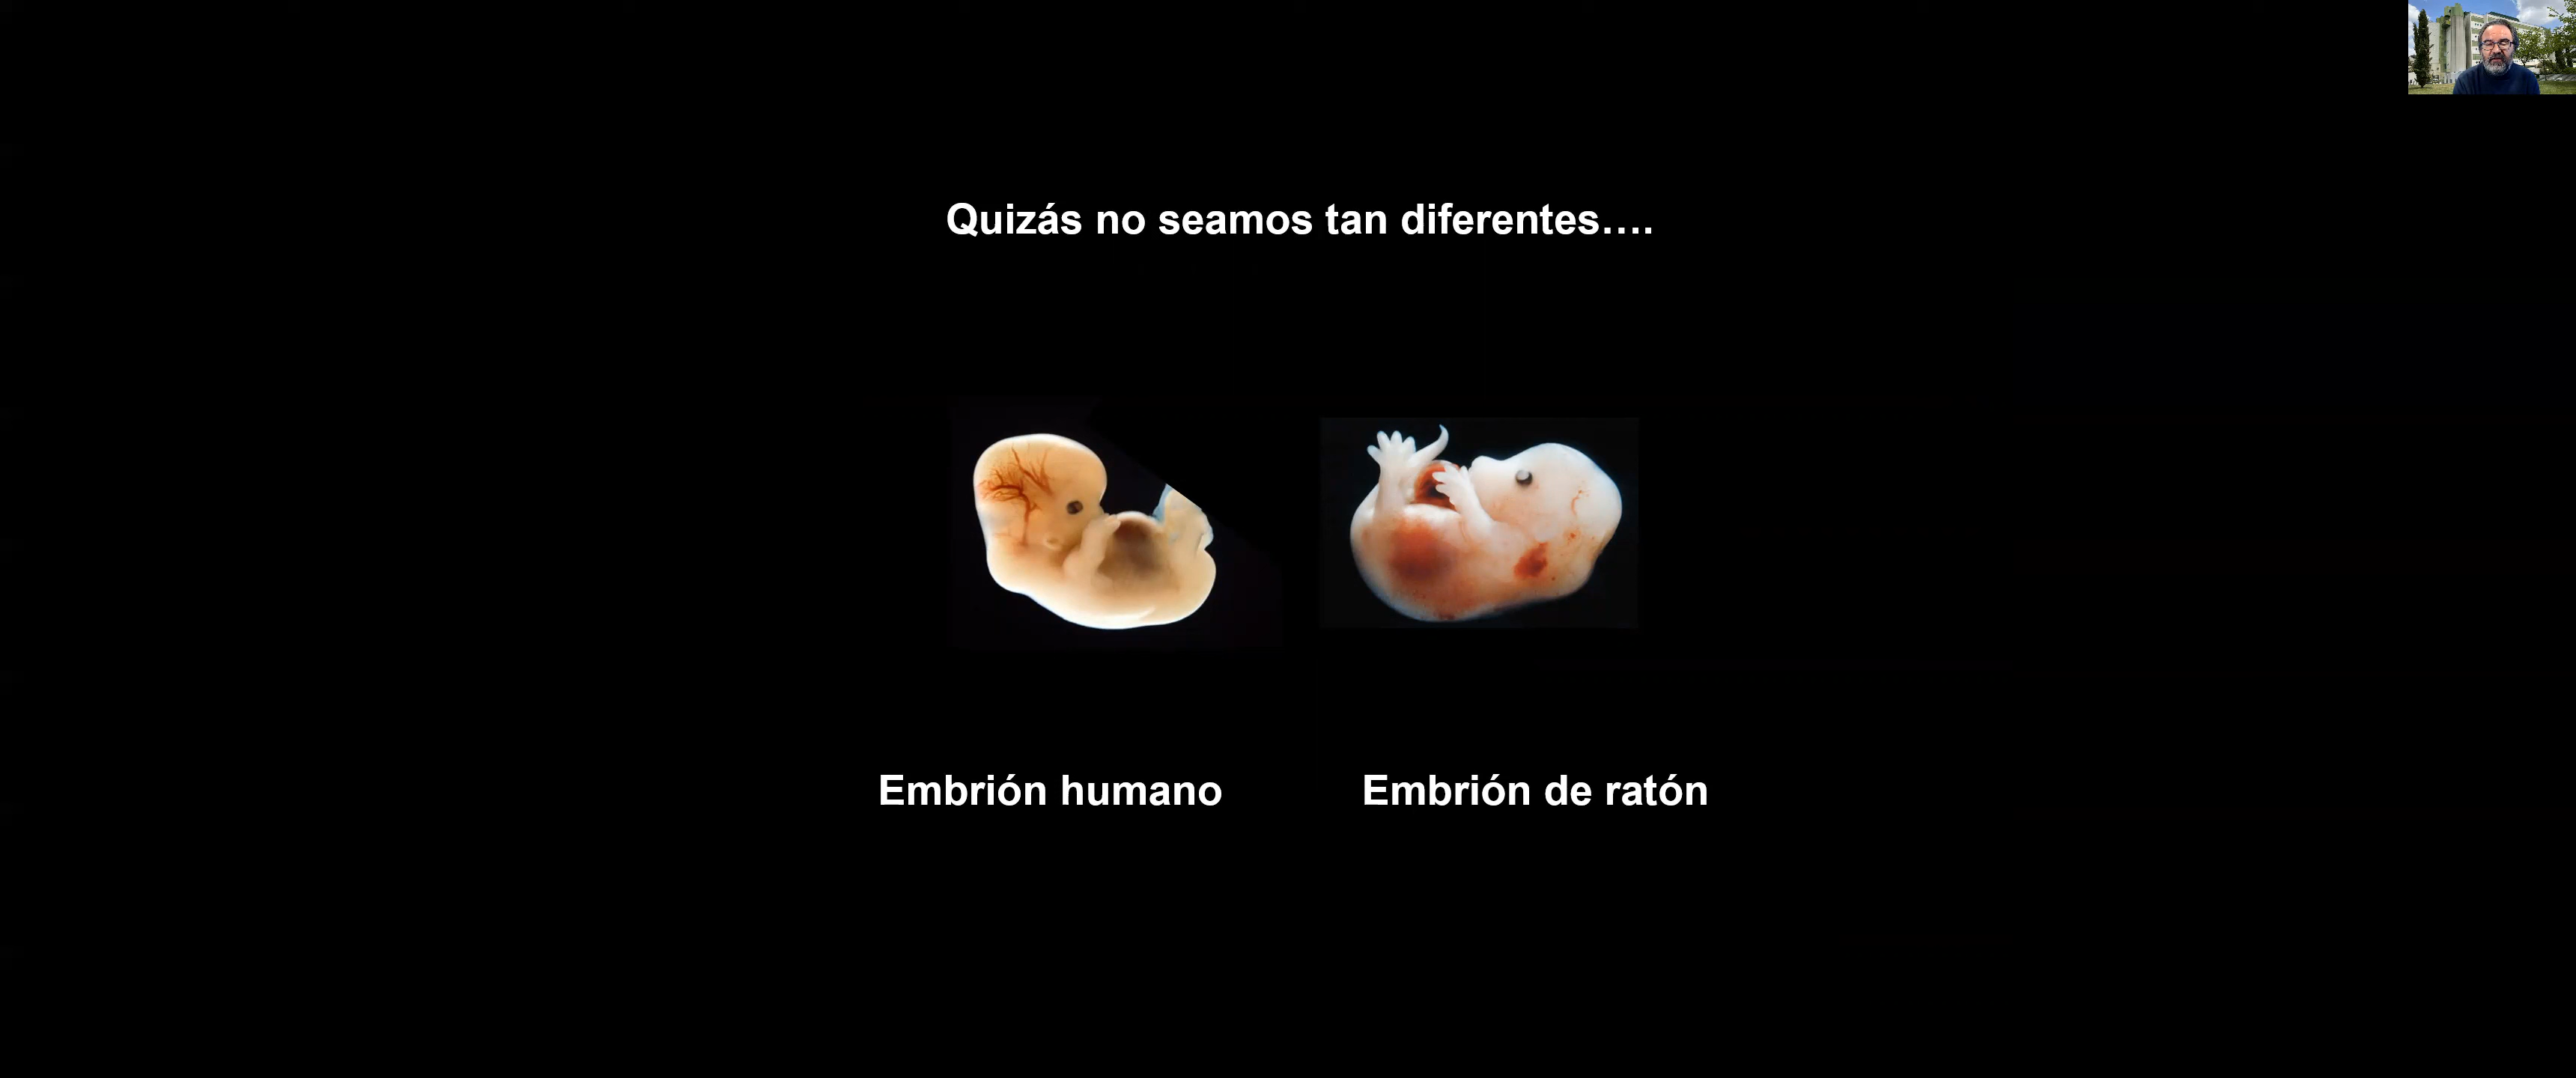 Quizás no seamos tan diferentes….
Embrión humano
Embrión de ratón